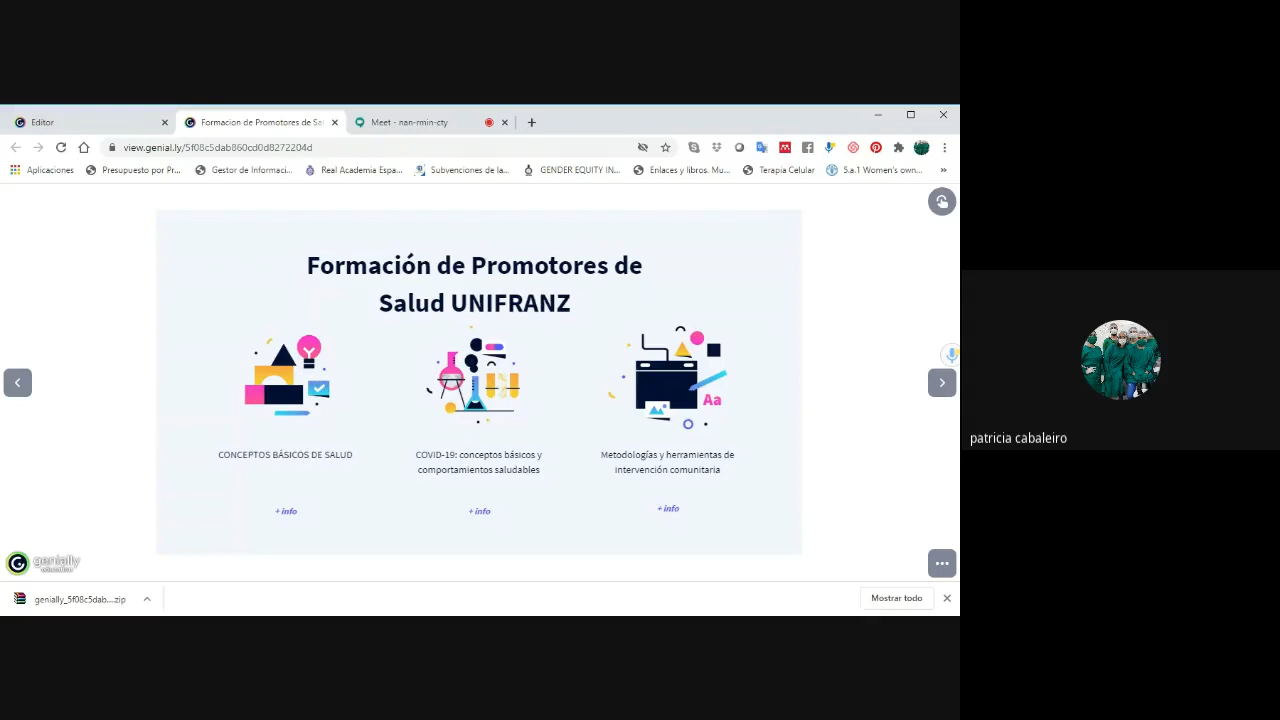 Editor
Formacion de Promotores de Sa
Meet - nan-rmin-cty
view.genial.ly/5f08c5dab860cd0d8272204d
Aplicaciones
Presupuesto por Pr...
Gestor de Informaci...
Real Academia Espa...
Subvenciones de la...
GENDER EQUITY IN...
Enlaces y libros. Mu...
Terapia Celular
5.a.1 Women's own...
»
Formación de Promotores de
Salud UNIFRANZ
Aa
CONCEPTOS BÁSICOS DE SALUD
COVID-19: conceptos básicos y
comportamientos saludables
Metodologías y herramientas de
intervención comunitaria
+ info
+ info
+ info
patricia cabaleiro
genially
genially_5f08c5dab....zip
Mostrar todo